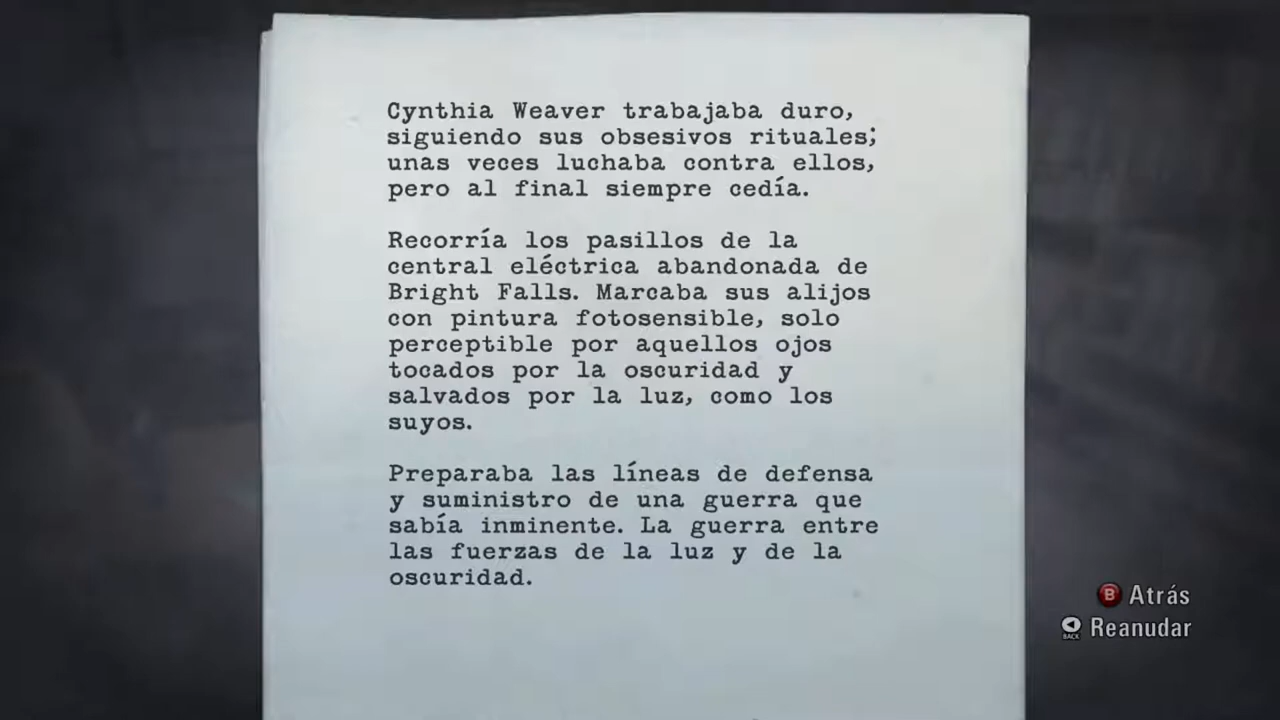 Cynthia Weaver trabajaba duro,
siguiendo sus obsesivos rituales;
unas veces luchaba contra ellos,
pero al final siempre cedía.
Recorría los pasillos de la
central eléctrica abandonada de
Bright Falls. Marcaba sus alijos
con pintura fotosensible, solo
perceptible por aquellos ojos
tocados por la oscuridad y
salvados por la luz, como los
suyos.
Preparaba las líneas de defensa
y suministro de una guerra que
sabía inminente. La guerra entre
las fuerzas de la luz y de la
oscuridad.
B Atrás
BACK Reanudar